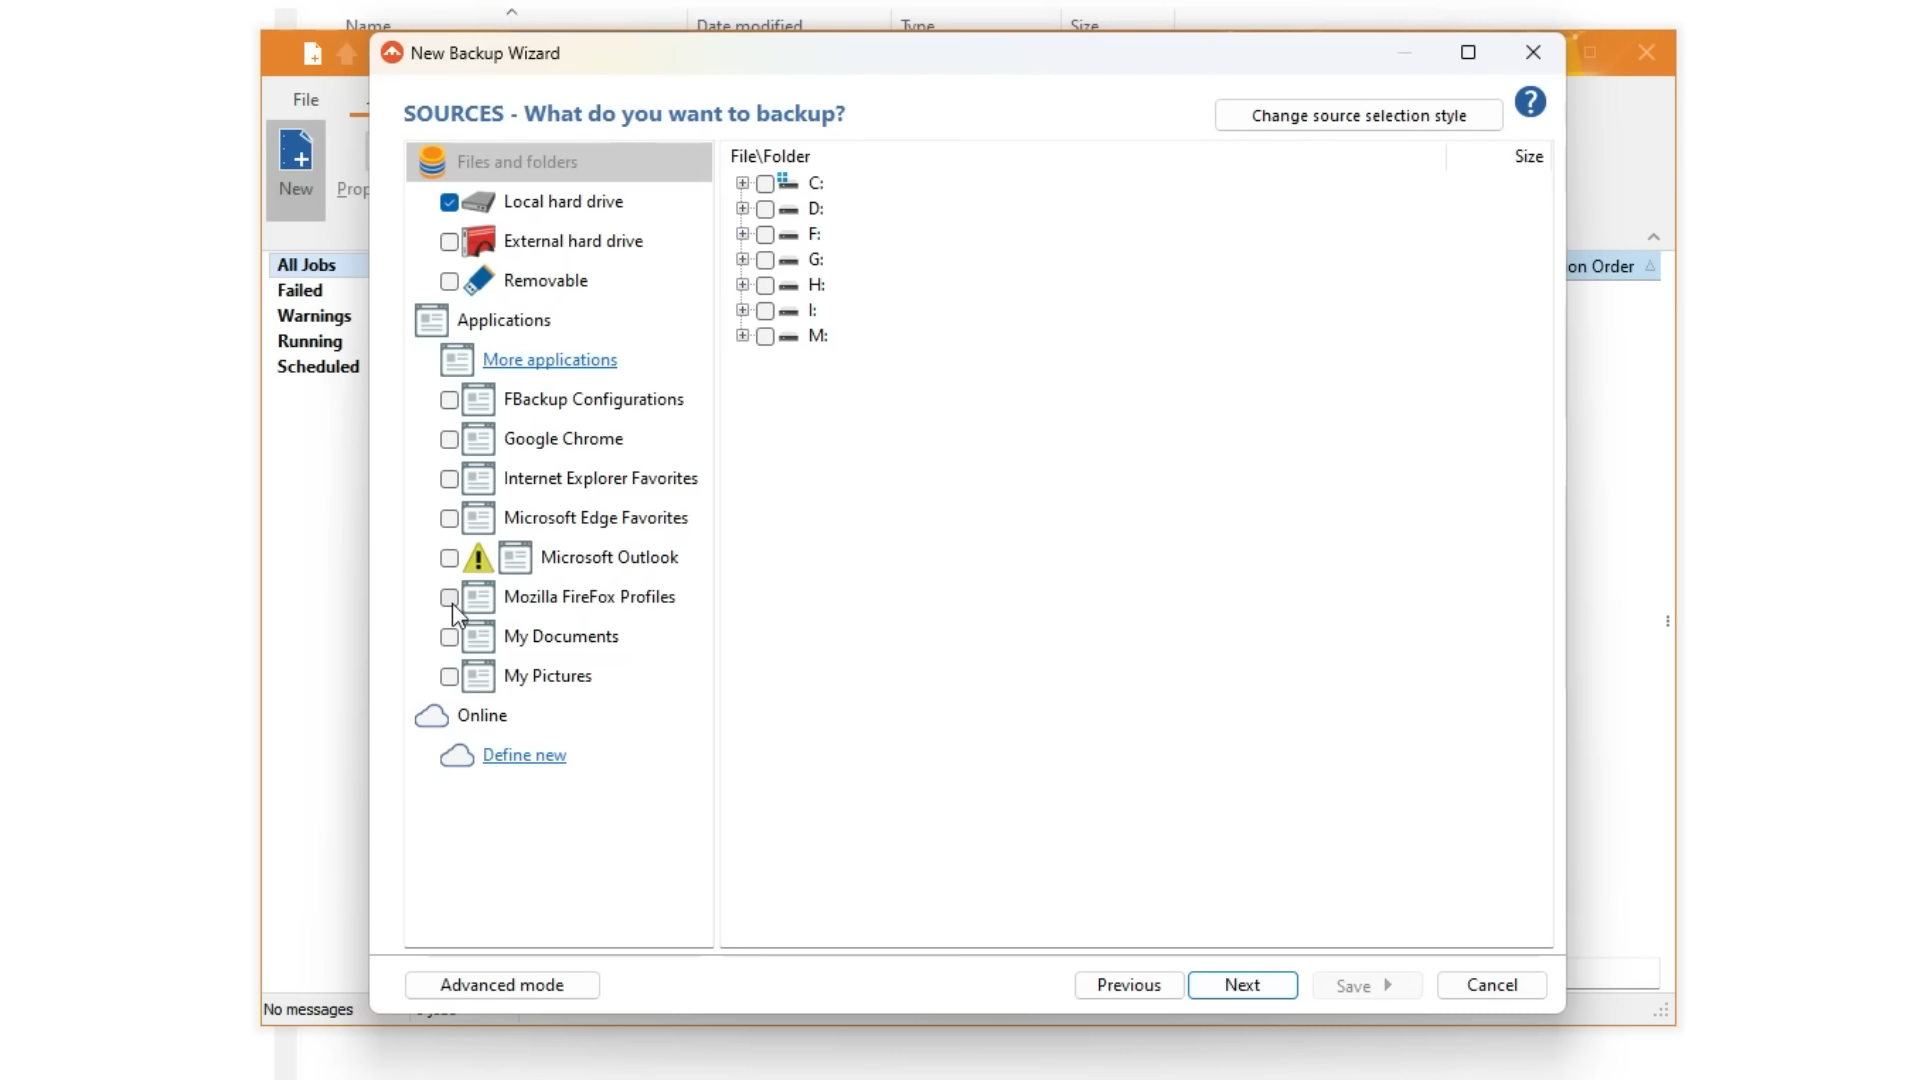 Name Date modified Type Size
New Backup Wizard
File
SOURCES - What do you want to backup?
Change source selection style
?
New
Prop
All Jobs
Failed
Warnings
Running
Scheduled
on Order
Files and folders
Local hard drive
External hard drive
Removable
Applications
More applications
FBackup Configurations
Google Chrome
Internet Explorer Favorites
Microsoft Edge Favorites
Microsoft Outlook
Mozilla FireFox Profiles
My Documents
My Pictures
Online
Define new
File\Folder Size
C:
D:
F:
G:
H:
I:
M:
Advanced mode
Previous
Next
Save
Cancel
No messages